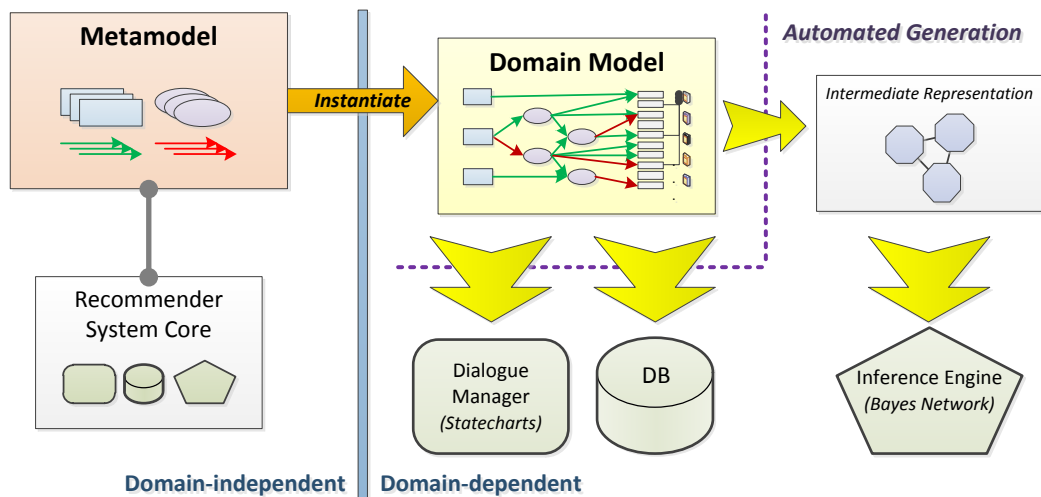 Metamodel
Instantiate
Domain Model
Automated Generation
Intermediate Representation
Recommender
System Core
Dialogue
Manager
(Statecharts)
DB
Inference Engine
(Bayes Network)
Domain-independent
Domain-dependent